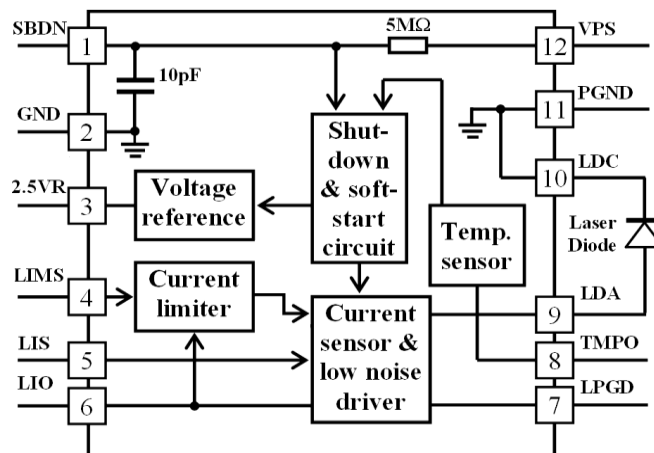 SBDN
1
5MΩ
12
VPS
10pF
GND
2
11
PGND
Shut-
down
& soft-
start
circuit
10
LDC
2.5VR
3
Voltage
reference
Temp.
sensor
Laser
Diode
LIMS
4
Current
limiter
Current
sensor &
low noise
driver
9
LDA
LIS
5
8
TMPO
LIO
6
7
LPGD